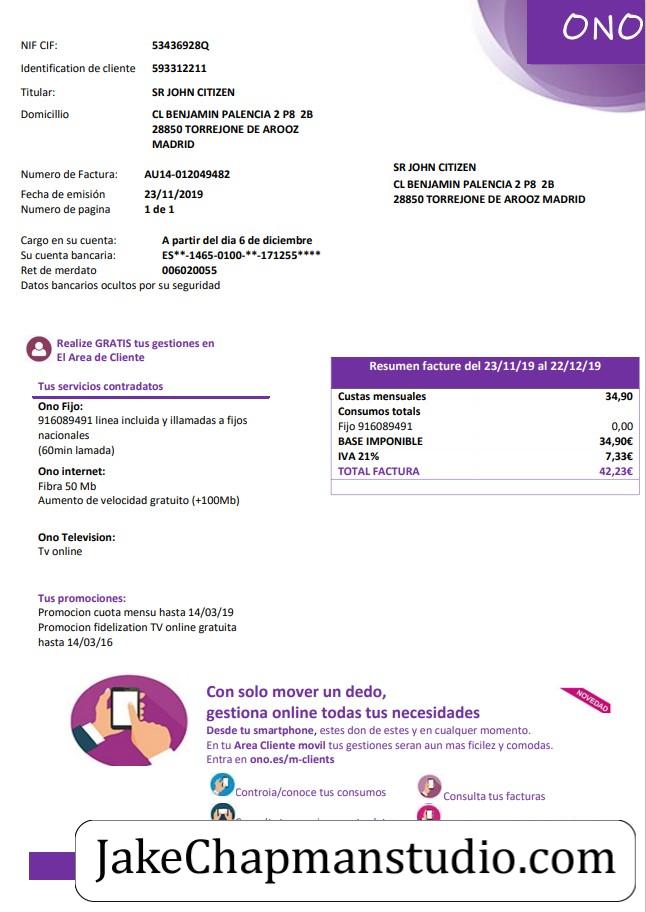 ONO
NIF CIF: 53436928Q
Identification de cliente 593312211
Titular: SR JOHN CITIZEN
Domicillio CL BENJAMIN PALENCIA 2 P8 2B
28850 TORREJONE DE AROOZ
MADRID
SR JOHN CITIZEN
CL BENJAMIN PALENCIA 2 P8 2B
28850 TORREJONE DE AROOZ MADRID
Numero de Factura: AU14-012049482
Fecha de emisión 23/11/2019
Numero de pagina 1 de 1
Cargo en su cuenta: A partir del dia 6 de diciembre
Su cuenta bancaria: ES**-1465-0100-**-171255****
Ret de merdato 006020055
Datos bancarios ocultos por su seguridad
Realize GRATIS tus gestiones en
El Area de Cliente
Tus servicios contradatos
Ono Fijo:
916089491 linea incluida y illamadas a fijos
nacionales
(60min lamada)
Ono internet:
Fibra 50 Mb
Aumento de velocidad gratuito (+100Mb)
Ono Television:
Tv online
Tus promociones:
Promocion cuota mensu hasta 14/03/19
Promocion fidelization TV online gratuita
hasta 14/03/16
Resumen facture del 23/11/19 al 22/12/19
Custas mensuales 34,90
Consumos totals
Fijo 916089491 0,00
BASE IMPONIBLE 34,90€
IVA 21% 7,33€
TOTAL FACTURA 42,23€
Con solo mover un dedo,
gestiona online todas tus necesidades
NOVEDAD
Desde tu smartphone, estes don de estes y en cualquer momento.
En tu Area Cliente movil tus gestiones seran aun mas ficilez y comodas.
Entra en ono.es/m-clients
Controia/conoce tus consumos
Consulta tus facturas
JakeChapmanstudio.com